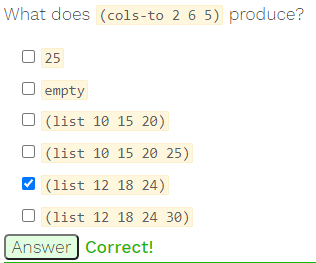 What does (cols-to 2 6 5) produce?
25
empty
(list 10 15 20)
(list 10 15 20 25)
(list 12 18 24)
(list 12 18 24 30)
Answer Correct!